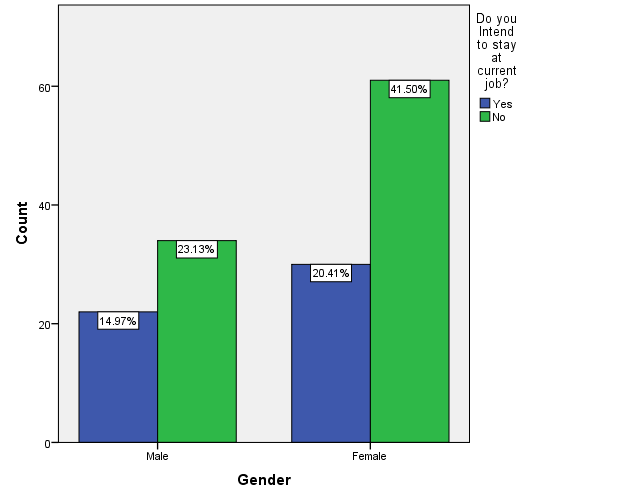 Do you
Intend
to stay
at
current
job?
Yes
No
60
40
20
0
Count
14.97%
23.13%
20.41%
41.50%
Male
Female
Gender